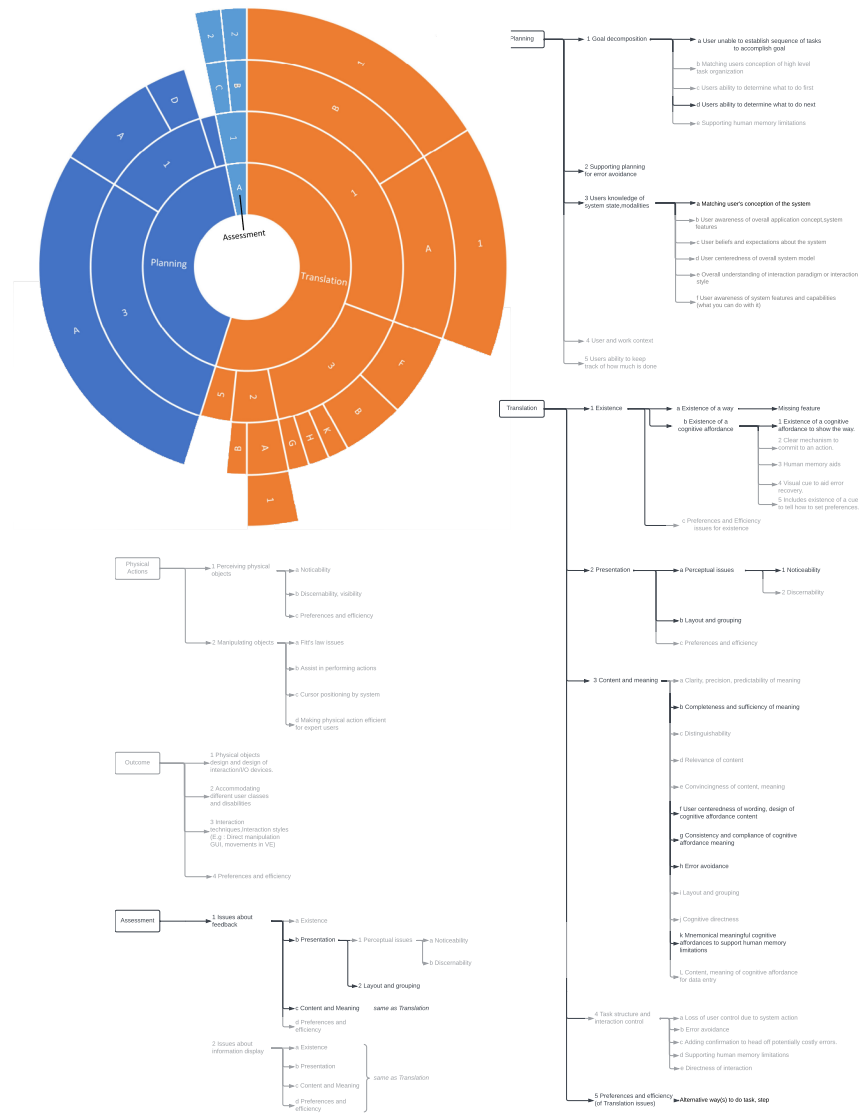 2
2
C
B
1
A
Assessment
1
B
1
A
1
Translation
3
F
B
K
H
G
2
A
1
5
B
Planning
1
A
D
3
A
Planning
1 Goal decomposition
a User unable to establish sequence of tasks
to accomplish goal
b Matching users conception of high level
task organization
c Users ability to determine what to do first
d Users ability to determine what to do next
e Supporting human memory limitations
2 Supporting planning
for error avoidance
3 Users knowledge of
system state,modalities
a Matching user's conception of the system
b User awareness of overall application concept,system
features
c User beliefs and expectations about the system
d User centeredness of overall system model
e Overall understanding of interaction paradigm or interaction
style
f User awareness of system features and capabilities
(what you can do with it)
4 User and work context
5 Users ability to keep
track of how much is done
Translation
1 Existence
a Existence of a way
Missing feature
b Existence of a
cognitive affordance
1 Existence of a cognitive
affordance to show the way.
2 Clear mechanism to
commit to an action.
3 Human memory aids
4 Visual cue to aid error
recovery.
5 Includes existence of a cue
to tell how to set preferences.
c Preferences and Efficiency
issues for existence
2 Presentation
a Perceptual issues
1 Noticeability
2 Discernability
b Layout and grouping
c Preferences and efficiency
3 Content and meaning
a Clarity, precision, predictability of meaning
b Completeness and sufficiency of meaning
c Distinguishability
d Relevance of content
e Convincingness of content, meaning
f User centeredness of wording, design of
cognitive affordance content
g Consistency and compliance of cognitive
affordance meaning
h Error avoidance
i Layout and grouping
j Cognitive directness
k Mnemonical meaningful cognitive
affordances to support human memory
limitations
L Content, meaning of cognitive affordance
for data entry
4 Task structure and
interaction control
a Loss of user control due to system action
b Error avoidance
c Adding confirmation to head off potentially costly errors.
d Supporting human memory limitations
e Directness of interaction
5 Preferences and efficiency
(of Translation issues)
Alternative way(s) to do task, step
Physical
Actions
1 Perceiving physical
objects
a Noticability
b Discernability, visibility
c Preferences and efficiency
2 Manipulating objects
a Fitt's law issues
b Assist in performing actions
c Cursor positioning by system
d Making physical action efficient
for expert users
Outcome
1 Physical objects
design and design of
interaction/I/O devices.
2 Accommodating
different user classes
and disabilities
3 Interaction
techniques,Interaction styles
(E.g : Direct manipulation
GUI, movements in VE)
4 Preferences and efficiency
Assessment
1 Issues about
feedback
a Existence
b Presentation
1 Perceptual issues
a Noticeability
b Discernability
2 Layout and grouping
c Content and Meaning
same as Translation
d Preferences and
efficiency
2 Issues about
information display
a Existence
b Presentation
c Content and Meaning
d Preferences and
efficiency
same as Translation